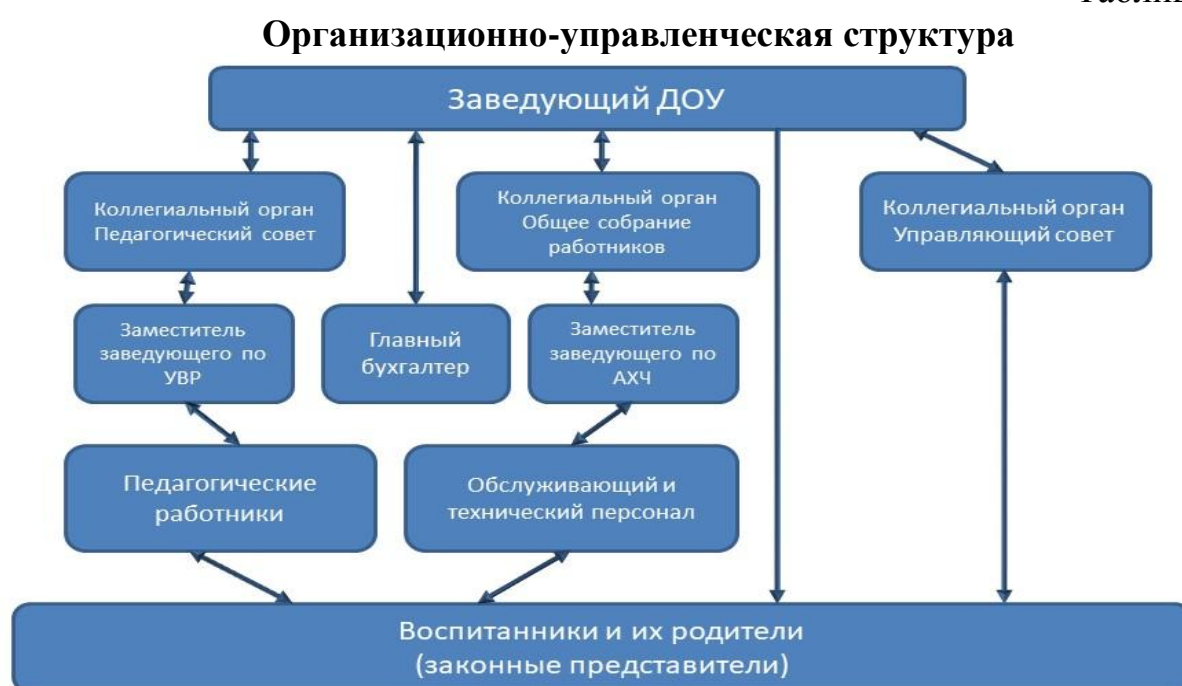 Организационно-управленческая структура
Заведующий ДОУ
Коллегиальный орган
Педагогический совет
Коллегиальный орган
Общее собрание
работников
Коллегиальный орган
Управляющий совет
Заместитель
заведующего по
УВР
Главный
бухгалтер
Заместитель
заведующего по
АХЧ
Педагогические
работники
Обслуживающий и
технический персонал
Воспитанники и их родители
(законные представители)